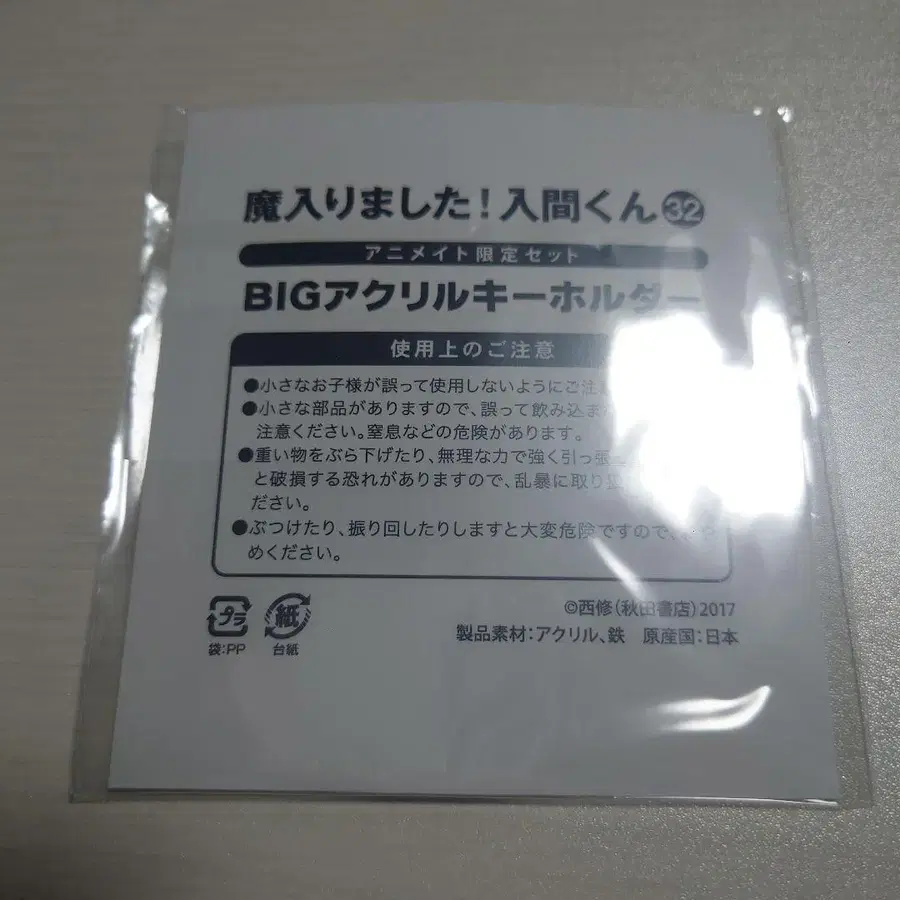 魔入りました!入間くん32
アニメイト限定セット
BIGアクリルキーホルダー
使用上のご注意
●小さなお子様が誤って使用しないようにご注
●小さな部品がありますので、誤って飲み込ま
注意ください。窒息などの危険があります。
●重い物をぶら下げたり、無理な力で強く引っ張
と破損する恐れがありますので、乱暴に取り
ださい。
●ぶつけたり、振り回したりしますと大変危険ですので、
めください。
プラ
紙
袋:PP
台紙
©西修(秋田書店)2017
製品素材:アクリル、鉄 原産国:日本